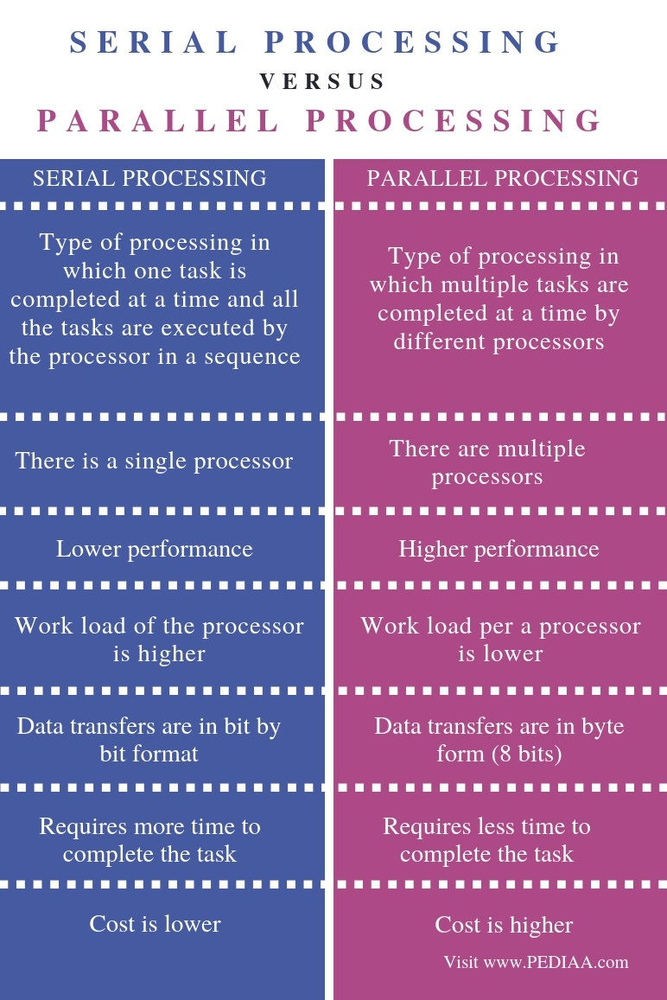 SERIAL PROCESSING
VERSUS
PARALLEL PROCESSING
SERIAL PROCESSING
PARALLEL PROCESSING
Type of processing in
which one task is
completed at a time and all
the tasks are executed by
the processor in a sequence
Type of processing in
which multiple tasks are
completed at a time by
different processors
There is a single processor
There are multiple
processors
Lower performance
Higher performance
Work load of the processor
is higher
Work load per a processor
is lower
Data transfers are in bit by
bit format
Data transfers are in byte
form (8 bits)
Requires more time to
complete the task
Requires less time to
complete the task
Cost is lower
Cost is higher
Visit www.PEDIAA.com